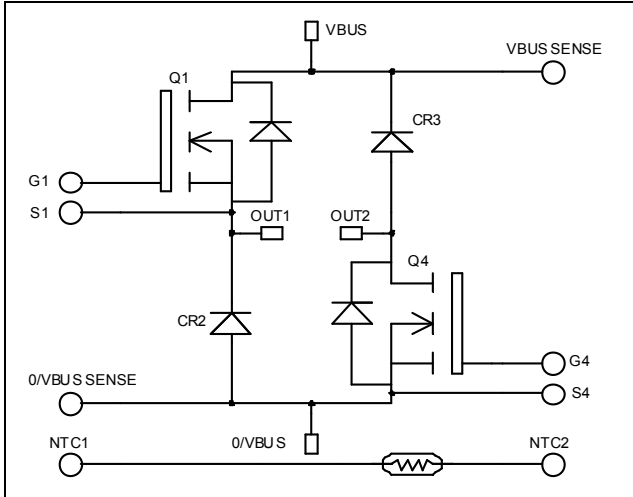 VBUS
VBUS SENSE
Q1
CR3
G1
S1
OUT1
OUT2
Q4
CR2
G4
0/VBUS SENSE
S4
NTC1
0/VBUS
NTC2